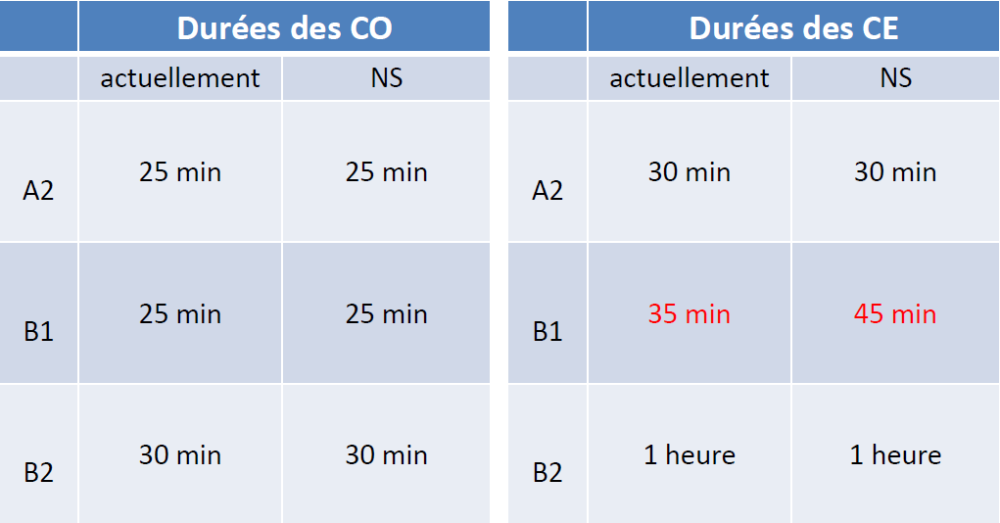 Durées des CO
actuellement NS
A2 25 min 25 min
B1 25 min 25 min
B2 30 min 30 min
Durées des CE
actuellement NS
A2 30 min 30 min
B1 35 min 45 min
B2 1 heure 1 heure